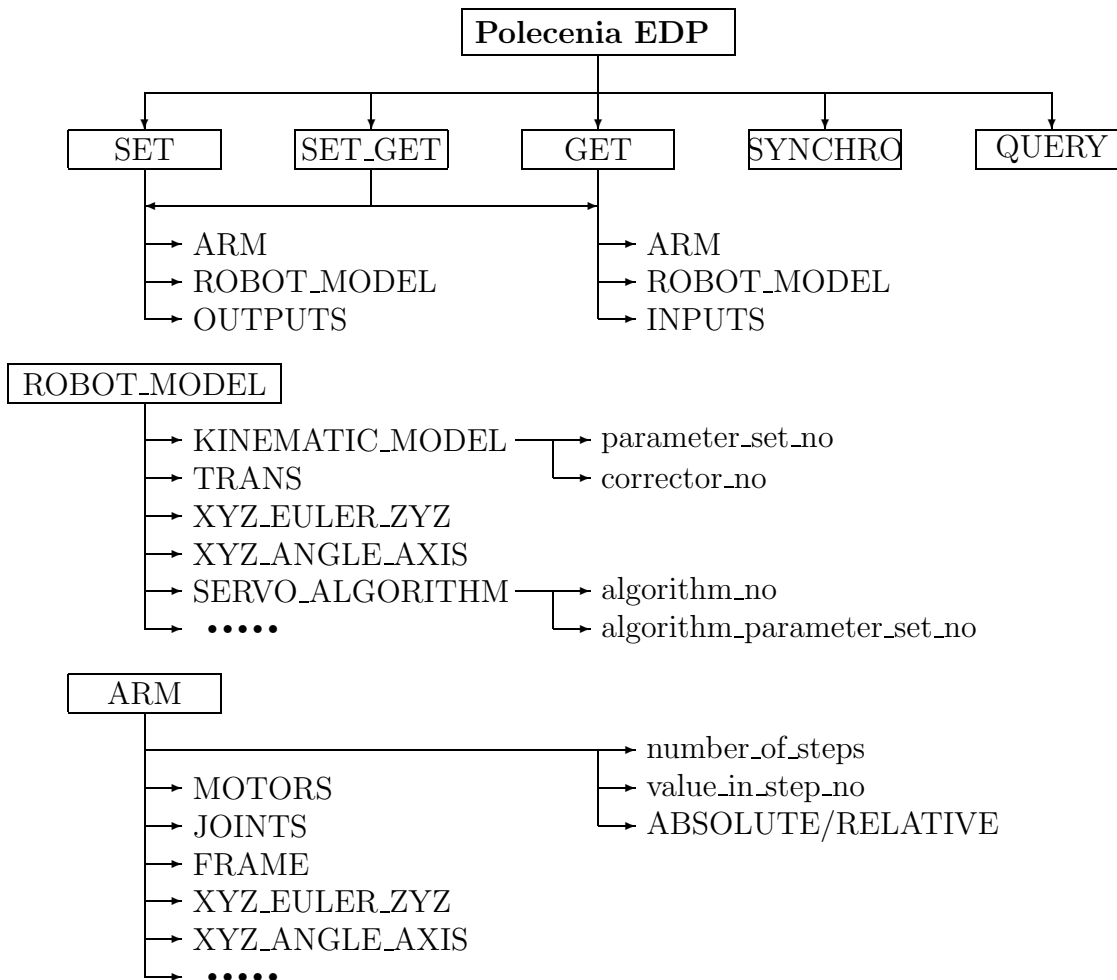 Polecenia EDP
SET SET_GET GET SYNCHRO QUERY
ARM ARM
ROBOT_MODEL ROBOT_MODEL
OUTPUTS INPUTS
ROBOT_MODEL
KINEMATIC_MODEL parameter_set_no
TRANS corrector_no
XYZ_EULER_ZYZ
XYZ_ANGLE_AXIS
SERVO_ALGORITHM algorithm_no
••••• algorithm_parameter_set_no
ARM
number_of_steps
MOTORS value_in_step_no
JOINTS ABSOLUTE/RELATIVE
FRAME
XYZ_EULER_ZYZ
XYZ_ANGLE_AXIS
•••••